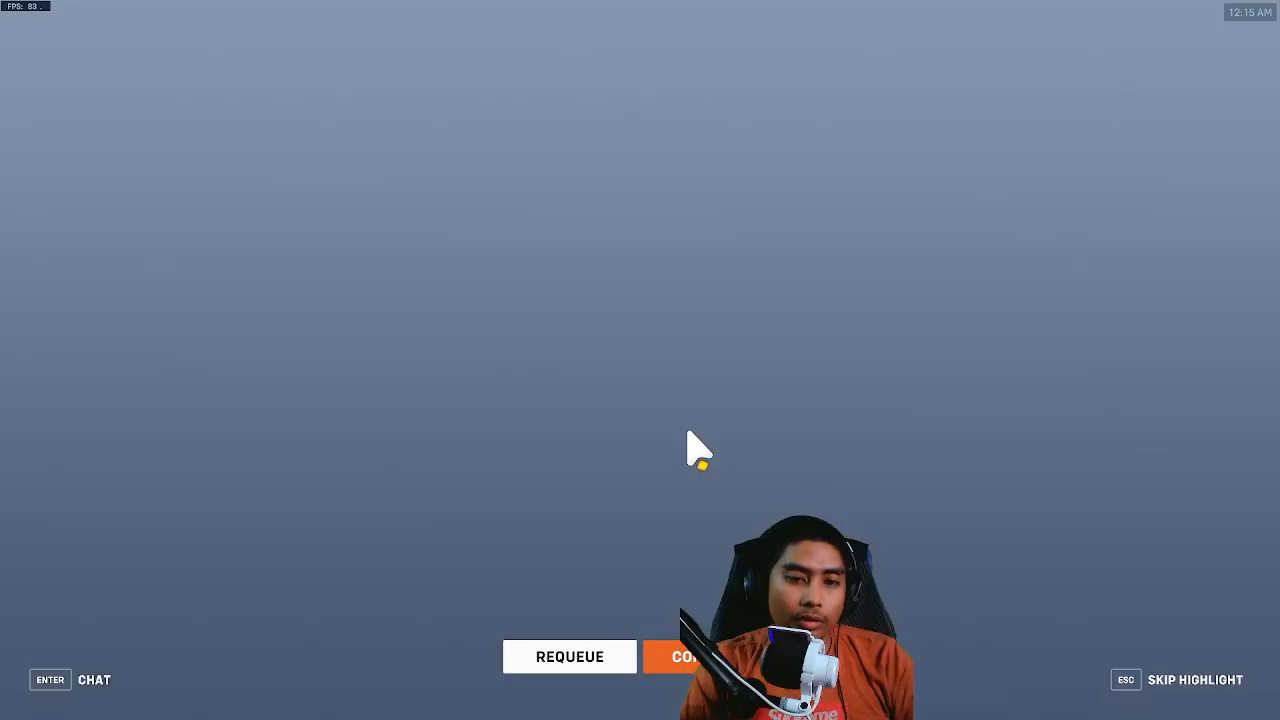 FPS: 83
12:15 AM
REQUEUE
ENTER CHAT
ESC SKIP HIGHLIGHT